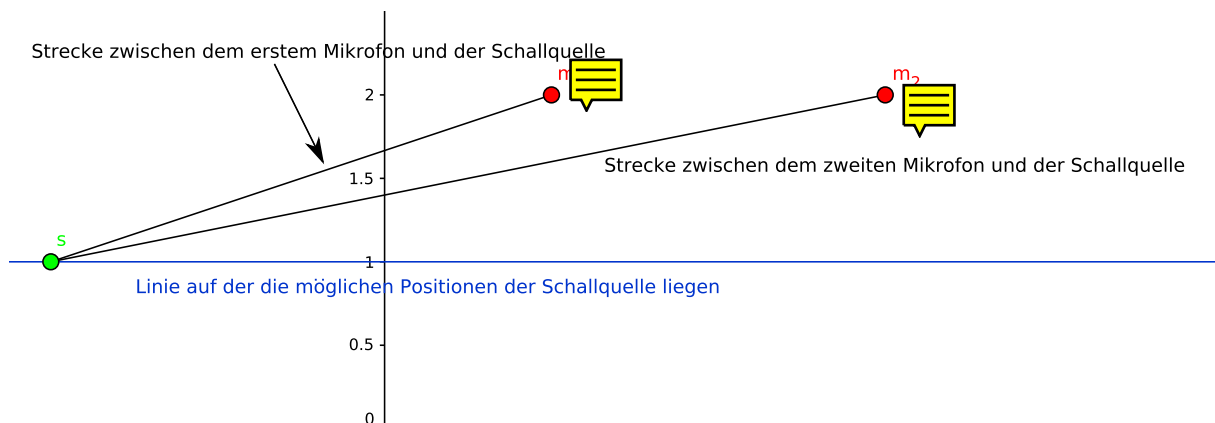 Strecke zwischen dem erstem Mikrofon und der Schallquelle
m
m2
2
Strecke zwischen dem zweiten Mikrofon und der Schallquelle
1.5
s
1
Linie auf der die möglichen Positionen der Schallquelle liegen
0.5
0